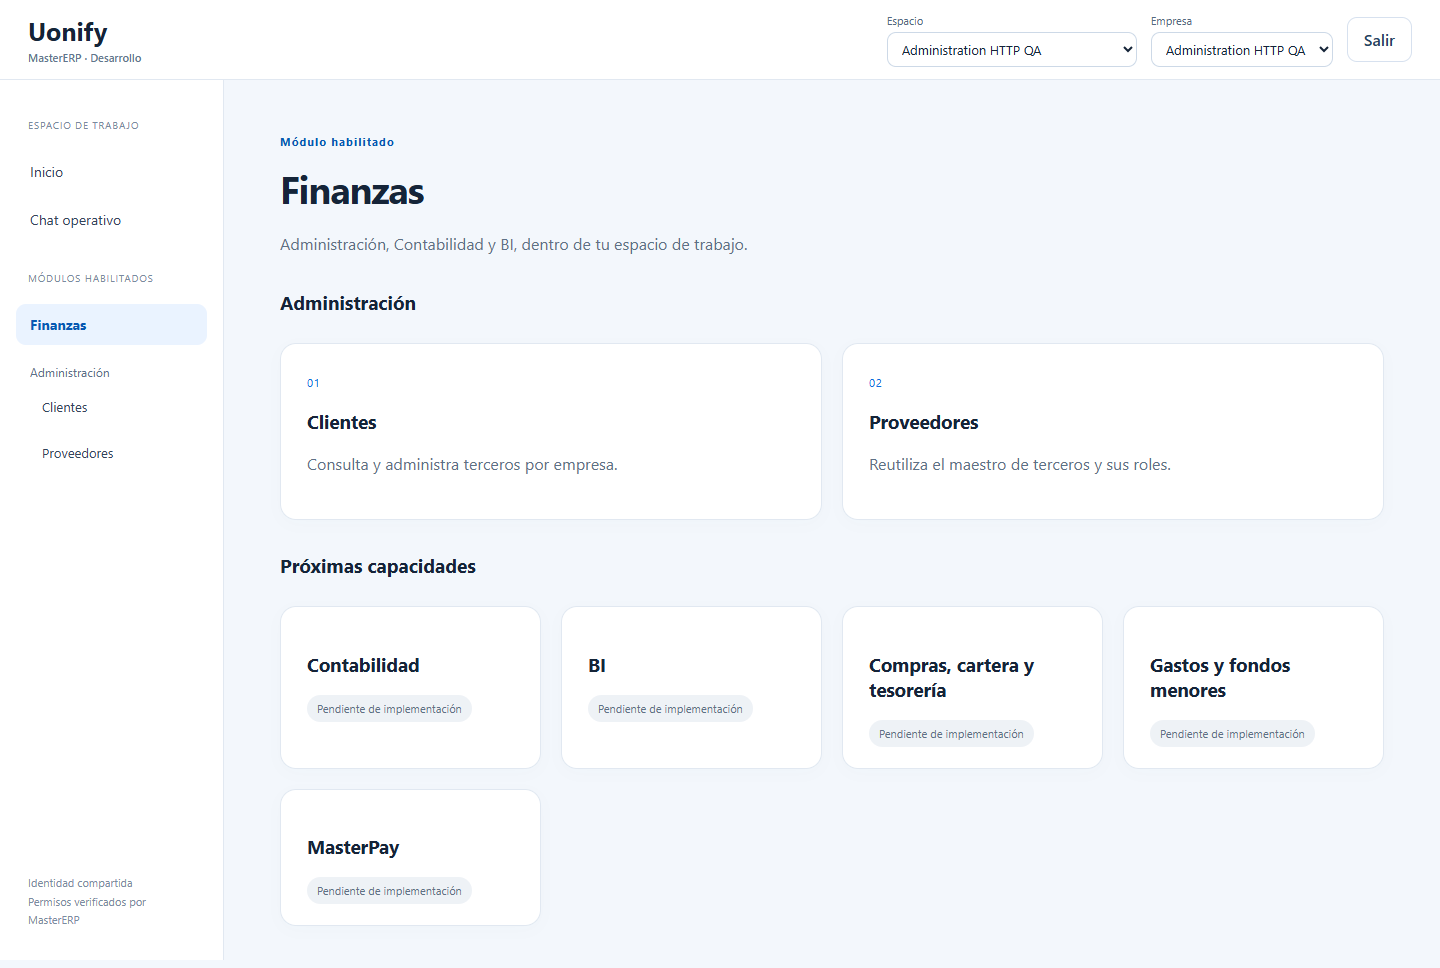 Uonify
MasterERP · Desarrollo
Espacio
Administration HTTP QA
Empresa
Administration HTTP QA
Salir
ESPACIO DE TRABAJO
Inicio
Chat operativo
MÓDULOS HABILITADOS
Finanzas
Administración
Clientes
Proveedores
Identidad compartida
Permisos verificados por
MasterERP
Módulo habilitado
Finanzas
Administración, Contabilidad y BI, dentro de tu espacio de trabajo.
Administración
01
Clientes
Consulta y administra terceros por empresa.
02
Proveedores
Reutiliza el maestro de terceros y sus roles.
Próximas capacidades
Contabilidad
Pendiente de implementación
BI
Pendiente de implementación
Compras, cartera y
tesorería
Pendiente de implementación
Gastos y fondos
menores
Pendiente de implementación
MasterPay
Pendiente de implementación